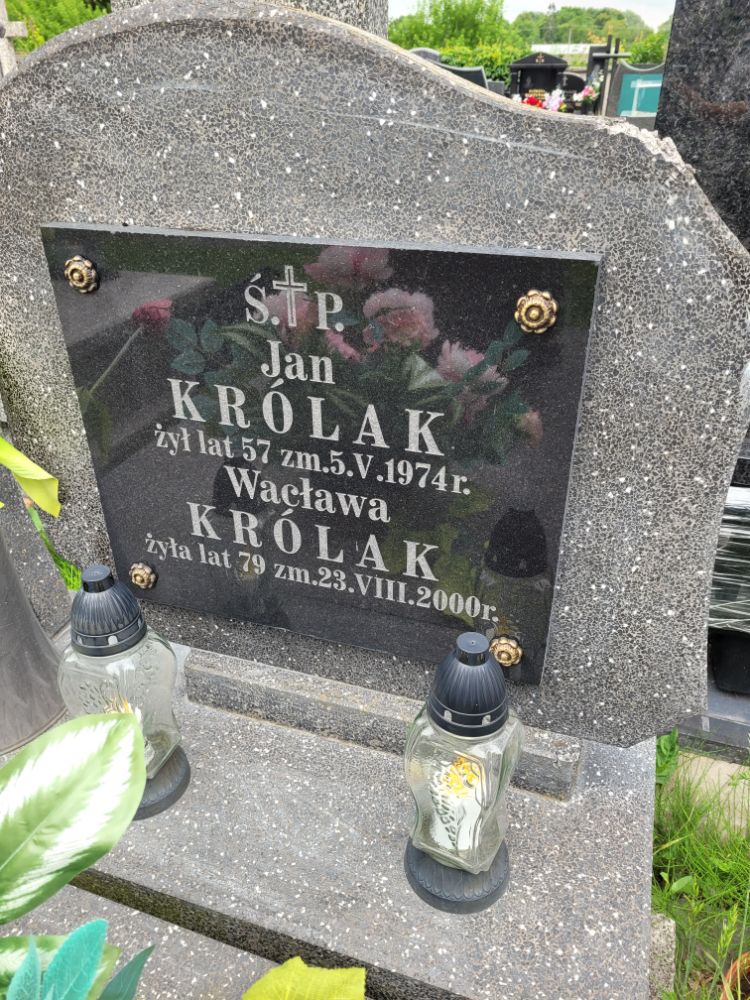 Ś. P.
Jan
KRÓLAK
żył lat 57 zm.5.V.1974r.
Wacława
KRÓLAK
żyła lat 79 zm.23.VIII.2000r.